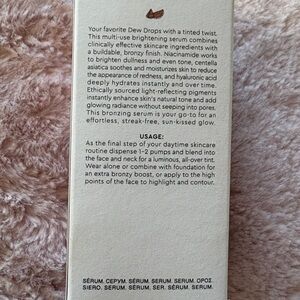 Your favorite Dew Drops with a tinted twist.
This multi-use brightening serum combines
clinically effective skincare ingredients with
a buildable, bronzy finish. Niacinamide works
to brighten dullness and even tone, centella
asiatica soothes and moisturizes skin to reduce
the appearance of redness, and hyaluronic acid
deeply hydrates instantly and over time.
Ethically sourced light-reflecting pigments
instantly enhance skin's natural tone and add
glowing radiance without seeping into pores.
This bronzing serum is your go-to for an
effortless, streak-free, sun-kissed glow.
USAGE:
As the final step of your daytime skincare
routine dispense 1-2 pumps and blend into
the face and neck for a luminous, all-over tint.
Wear alone or combine with foundation for
an extra bronzy boost, or apply to the high
points of the face to highlight and contour.
SÉRUM. СЕРУМ. SÉRUM. SERUM. SERUM. ΟΡΟΣ.
SIERO. SERUM. SÉRUM. SER. SÉRUM. SERUM.